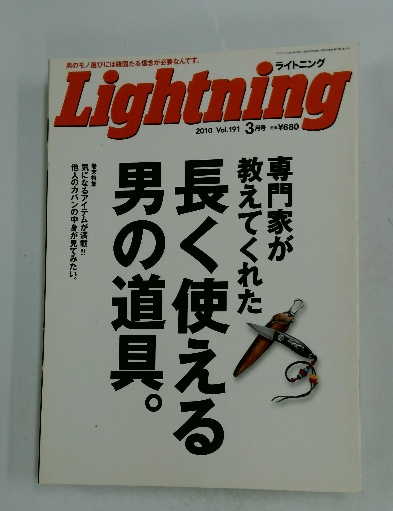 男のモノ選びには確固たる信念が必要なんです。
Lightning
ライトニング
2010 Vol.191 3月号 ¥680
専門家が
教えてくれた
長く使える
男の道具。
巻末特集
気になるアイテムが満載!!
他人のカバンの中身が見てみたい。